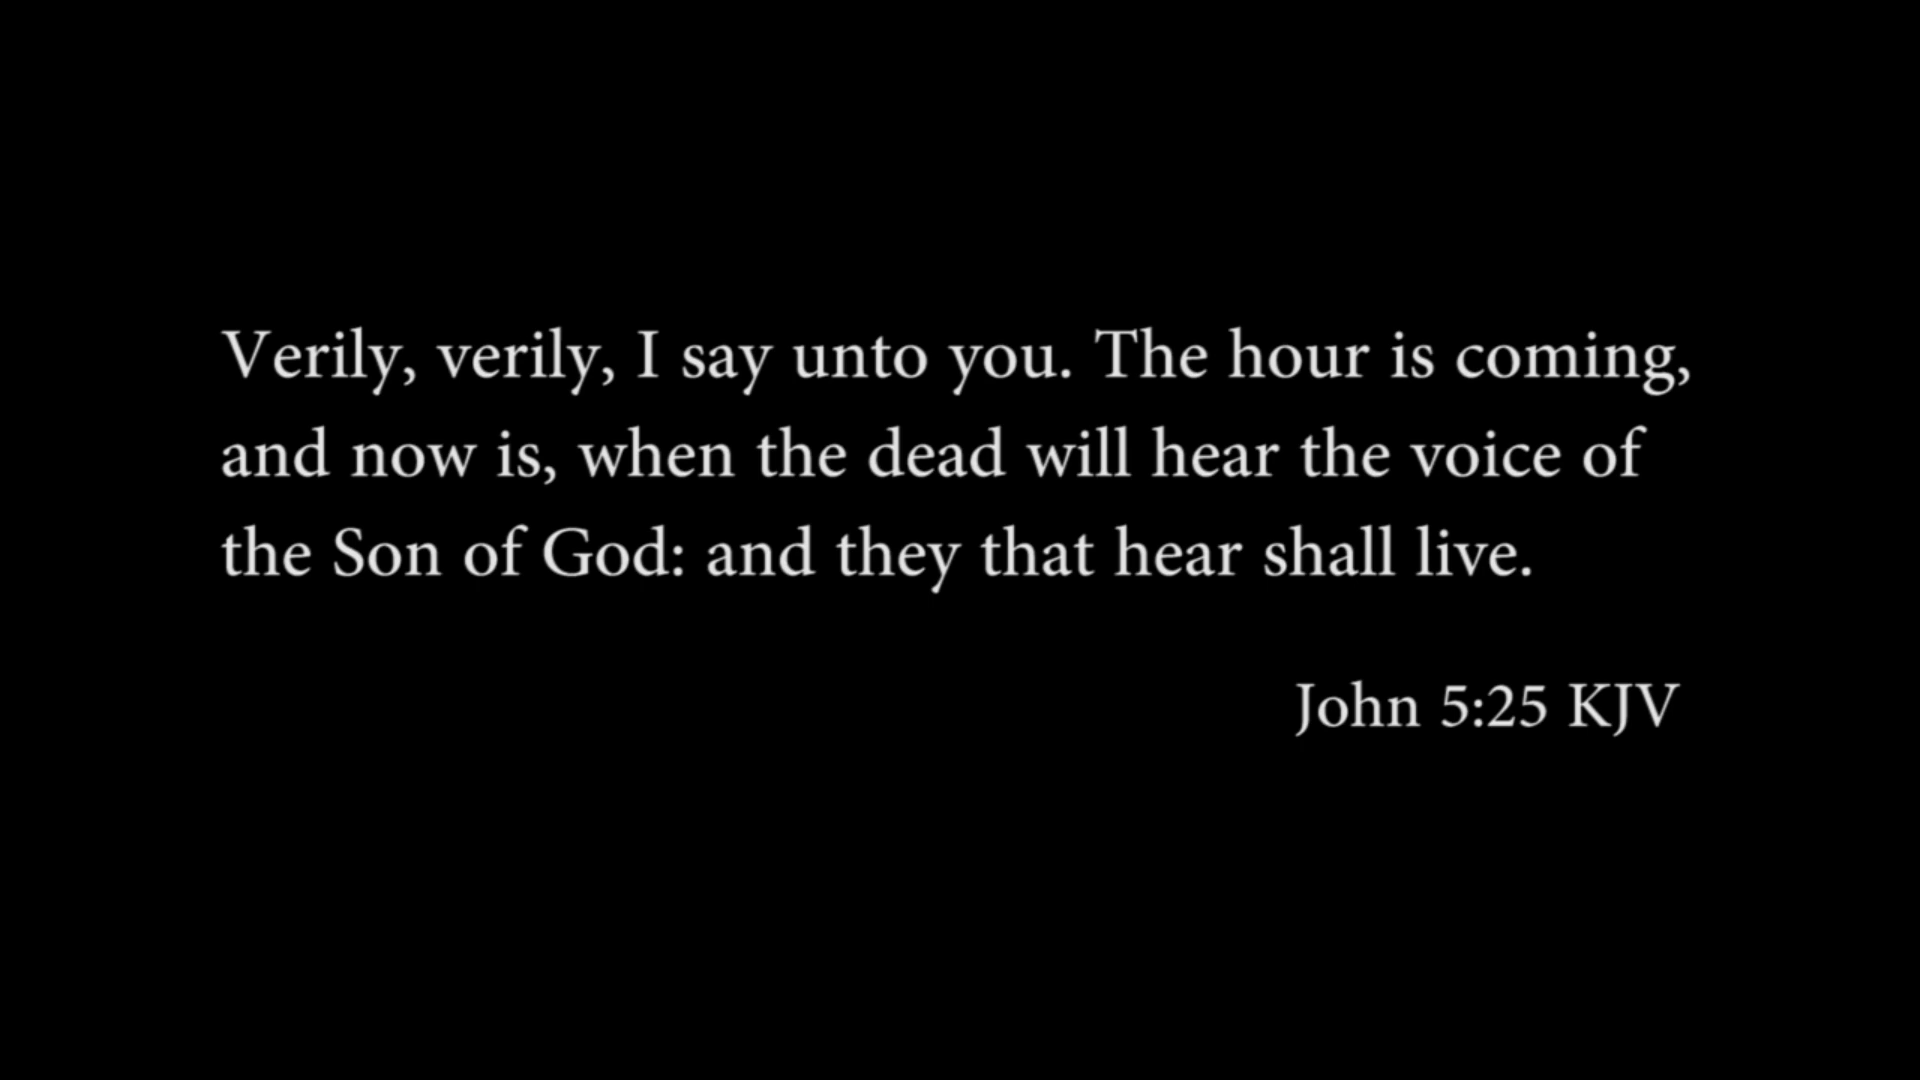 Verily, verily, I say unto you. The hour is coming,
and now is, when the dead will hear the voice of
the Son of God: and they that hear shall live.
John 5:25 KJV